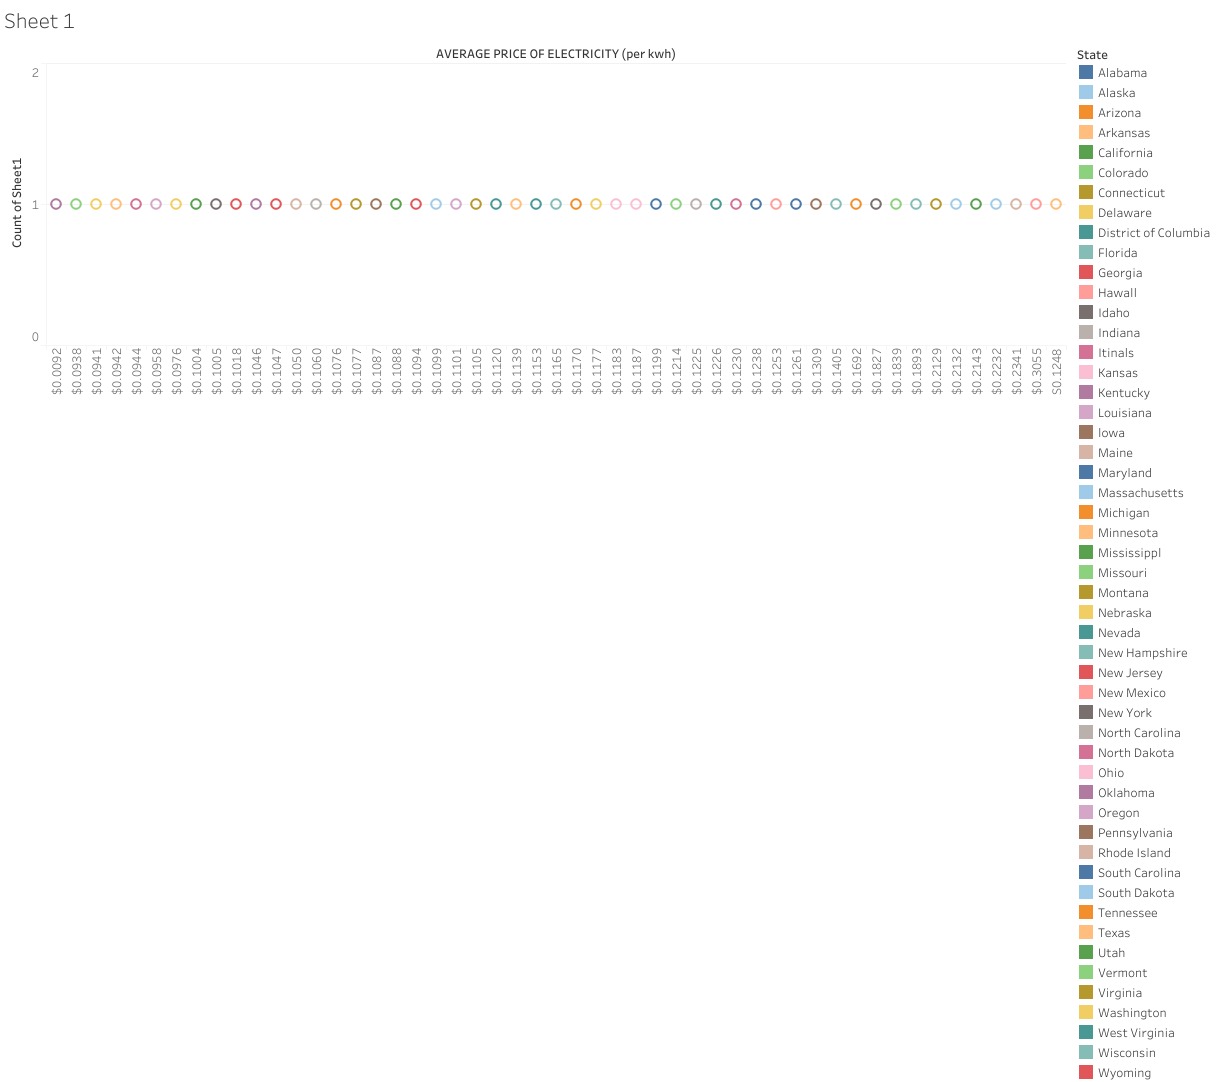 Sheet 1
AVERAGE PRICE OF ELECTRICITY (per kwh)
Count of Sheet1
2
1
0
$0.0092
$0.0938
$0.0941
$0.0942
$0.0944
$0.0958
$0.0976
$0.1004
$0.1005
$0.1018
$0.1046
$0.1047
$0.1050
$0.1060
$0.1076
$0.1077
$0.1087
$0.1088
$0.1094
$0.1099
$0.1101
$0.1105
$0.1120
$0.1139
$0.1153
$0.1165
$0.1170
$0.1177
$0.1183
$0.1187
$0.1199
$0.1214
$0.1225
$0.1226
$0.1230
$0.1238
$0.1253
$0.1261
$0.1309
$0.1405
$0.1692
$0.1827
$0.1839
$0.1893
$0.2129
$0.2132
$0.2143
$0.2232
$0.2341
$0.3055
S0.1248
State
Alabama
Alaska
Arizona
Arkansas
California
Colorado
Connecticut
Delaware
District of Columbia
Florida
Georgia
Hawall
Idaho
Indiana
Itinals
Kansas
Kentucky
Louisiana
Iowa
Maine
Maryland
Massachusetts
Michigan
Minnesota
Mississippl
Missouri
Montana
Nebraska
Nevada
New Hampshire
New Jersey
New Mexico
New York
North Carolina
North Dakota
Ohio
Oklahoma
Oregon
Pennsylvania
Rhode Island
South Carolina
South Dakota
Tennessee
Texas
Utah
Vermont
Virginia
Washington
West Virginia
Wisconsin
Wyoming